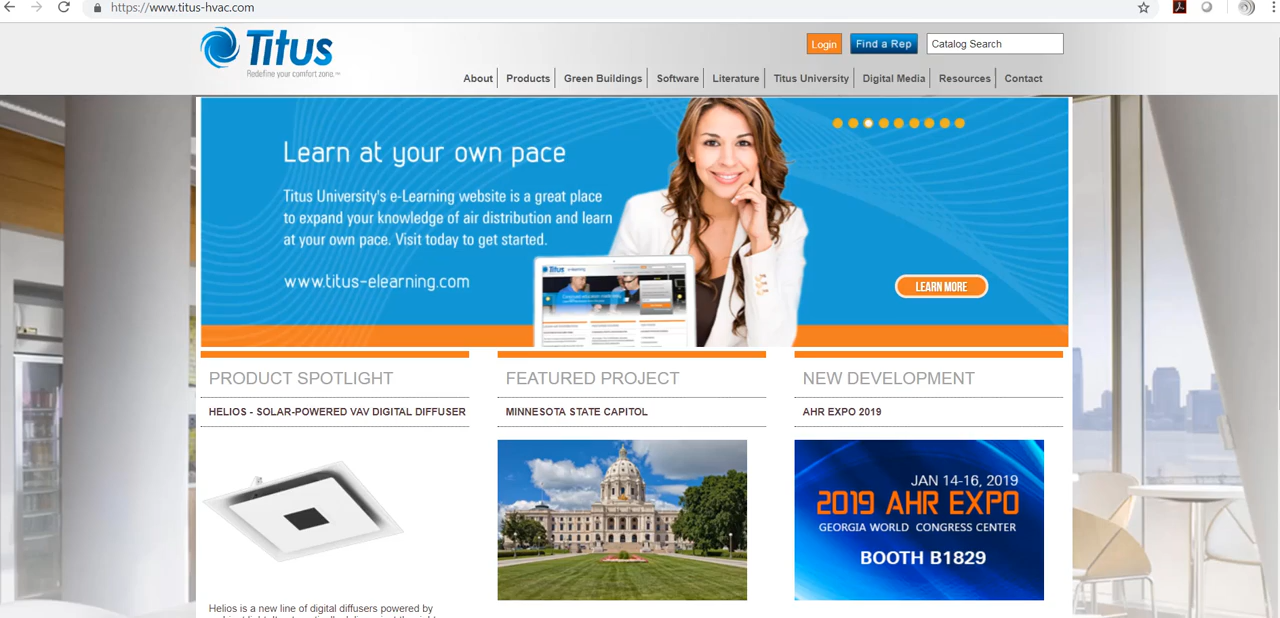 https://www.titus-hvac.com
Titus
Redefine your comfort zone.™
Login
Find a Rep
Catalog Search
About
Products
Green Buildings
Software
Literature
Titus University
Digital Media
Resources
Contact
Learn at your own pace
Titus University's e-Learning website is a great place
to expand your knowledge of air distribution and learn
at your own pace. Visit today to get started.
www.titus-elearning.com
Titus
LEARN MORE
PRODUCT SPOTLIGHT
HELIOS - SOLAR-POWERED VAV DIGITAL DIFFUSER
Helios is a new line of digital diffusers powered by
FEATURED PROJECT
MINNESOTA STATE CAPITOL
NEW DEVELOPMENT
AHR EXPO 2019
JAN 14-16, 2019
2019 AHR EXPO
GEORGIA WORLD CONGRESS CENTER
BOOTH B1829